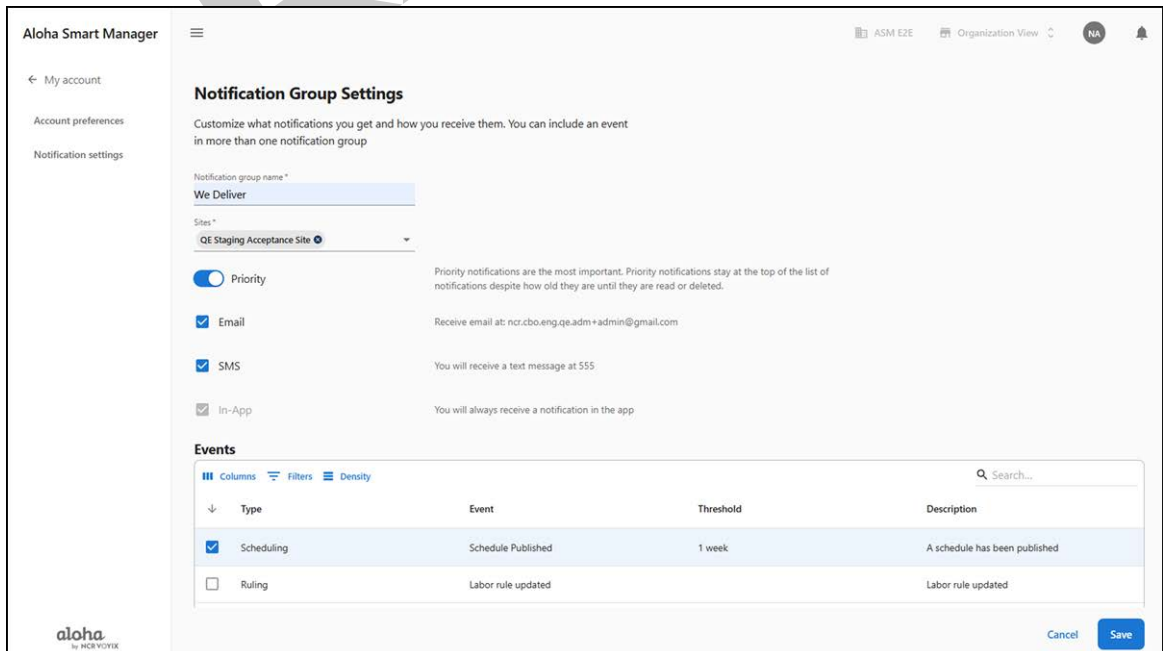 Aloha Smart Manager
ASM E2E
Organization View
NA
My account
Account preferences
Notification settings
Notification Group Settings
Customize what notifications you get and how you receive them. You can include an event
in more than one notification group
Notification group name *
We Deliver
Sites *
QE Staging Acceptance Site
Priority
Priority notifications are the most important. Priority notifications stay at the top of the list of
notifications despite how old they are until they are read or deleted.
Email
Receive email at: ncr.cbo.eng.qe.adm+admin@gmail.com
SMS
You will receive a text message at 555
In-App
You will always receive a notification in the app
Events
Columns Filters Density
Search...
Type Event Threshold Description
Scheduling Schedule Published 1 week A schedule has been published
Ruling Labor rule updated Labor rule updated
aloha
by NCR VOYIX
Cancel Save